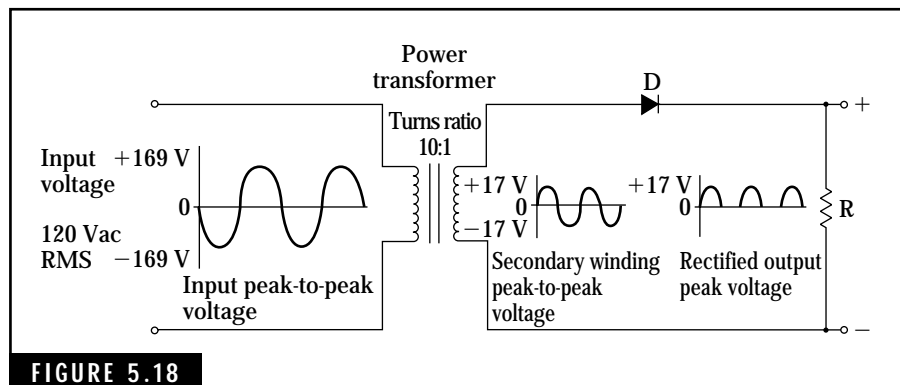 Power
transformer
D
+
Turns ratio
10:1
Input
voltage
+169 V
0
120 Vac
RMS
−169 V
Input peak-to-peak
voltage
+17 V
0
−17 V
Secondary winding
peak-to-peak
voltage
+17 V
0
Rectified output
peak voltage
R
−
FIGURE 5.18